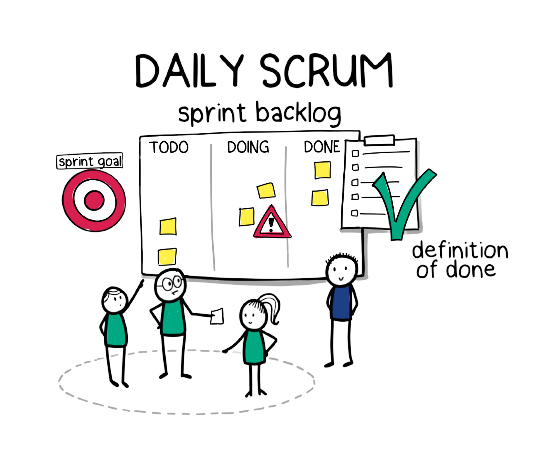 DAILY SCRUM
sprint backlog
sprint goal
TODO
DOING
DONE
!
definition
of done